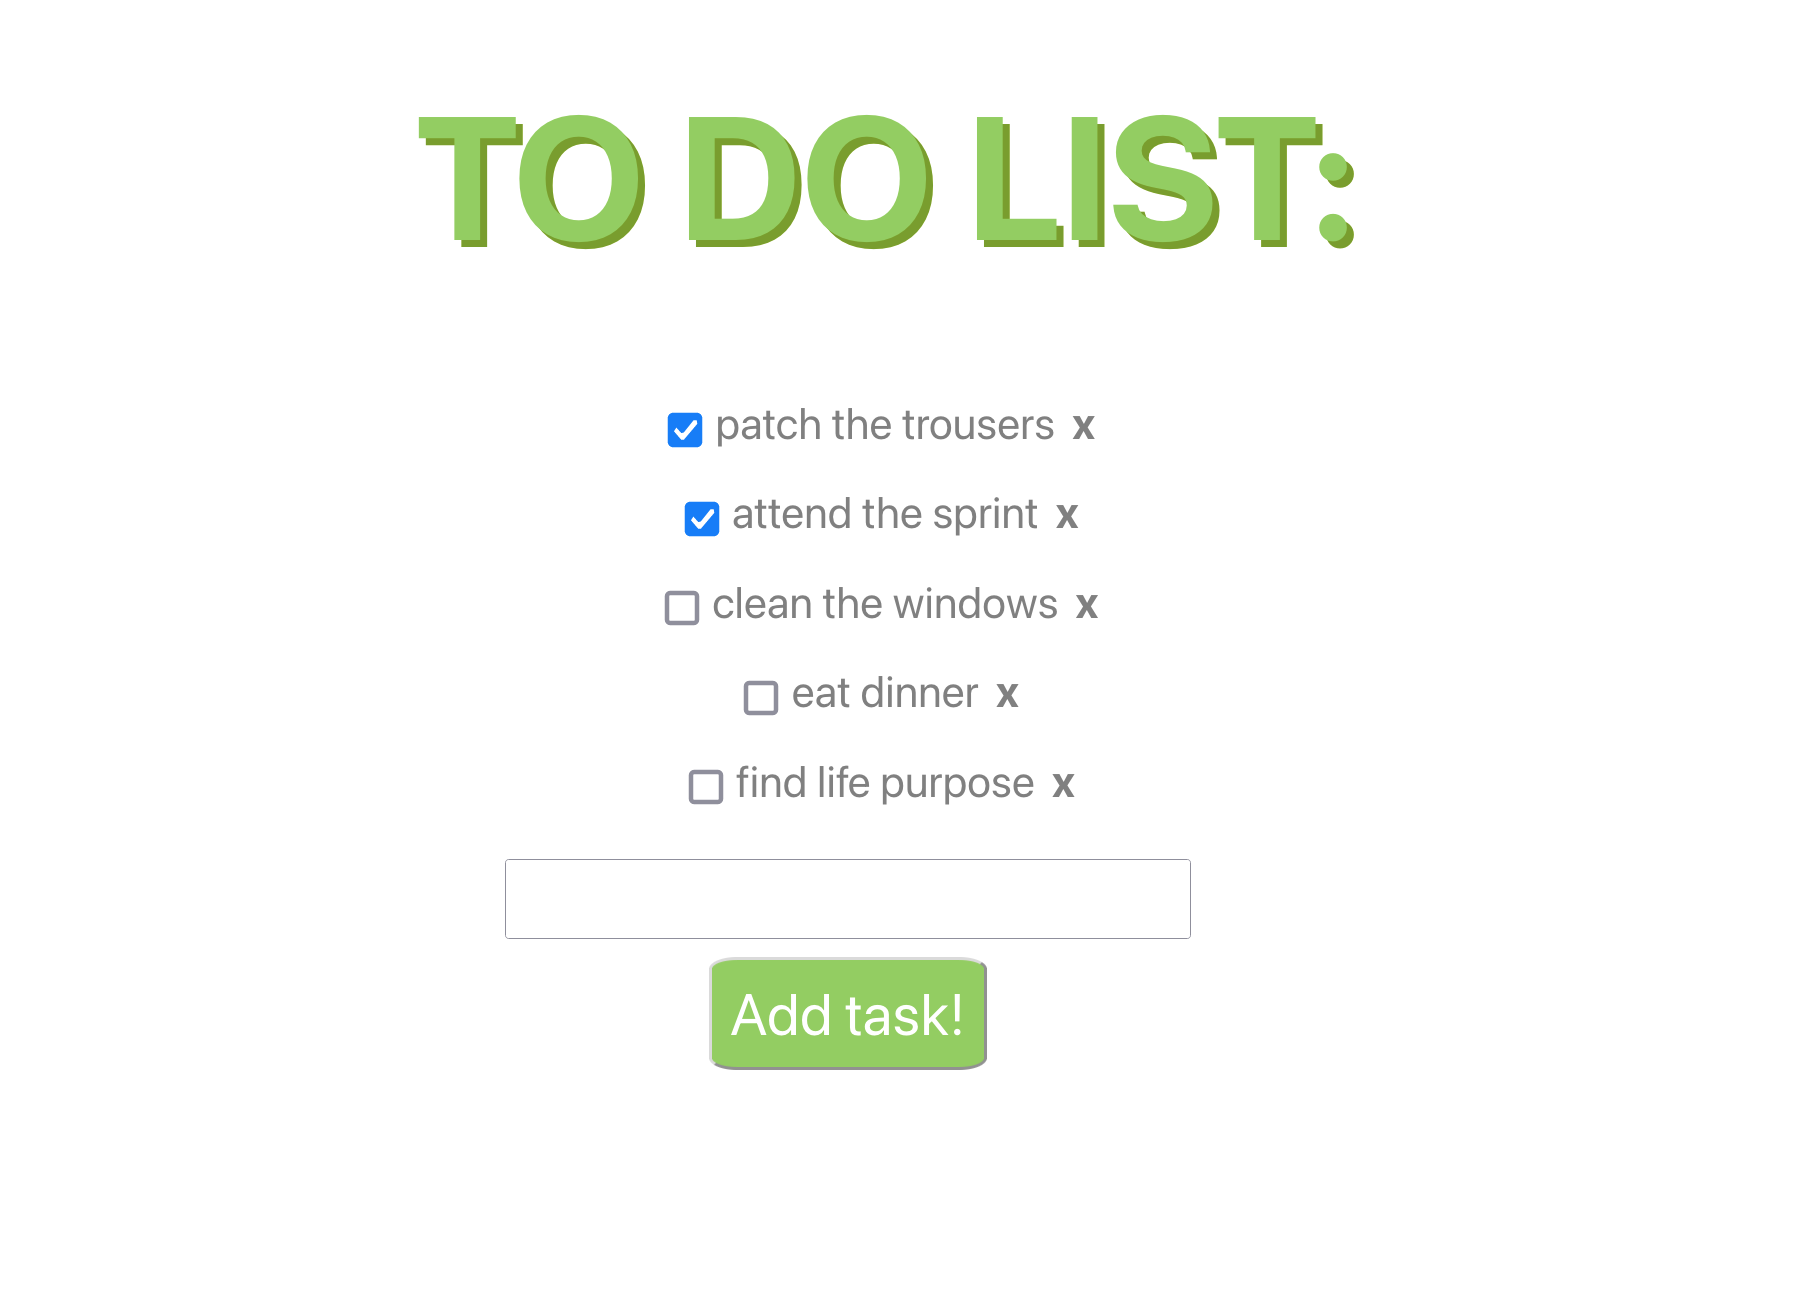 TO DO LIST:
patch the trousers x
attend the sprint x
clean the windows x
eat dinner x
find life purpose x
Add task!